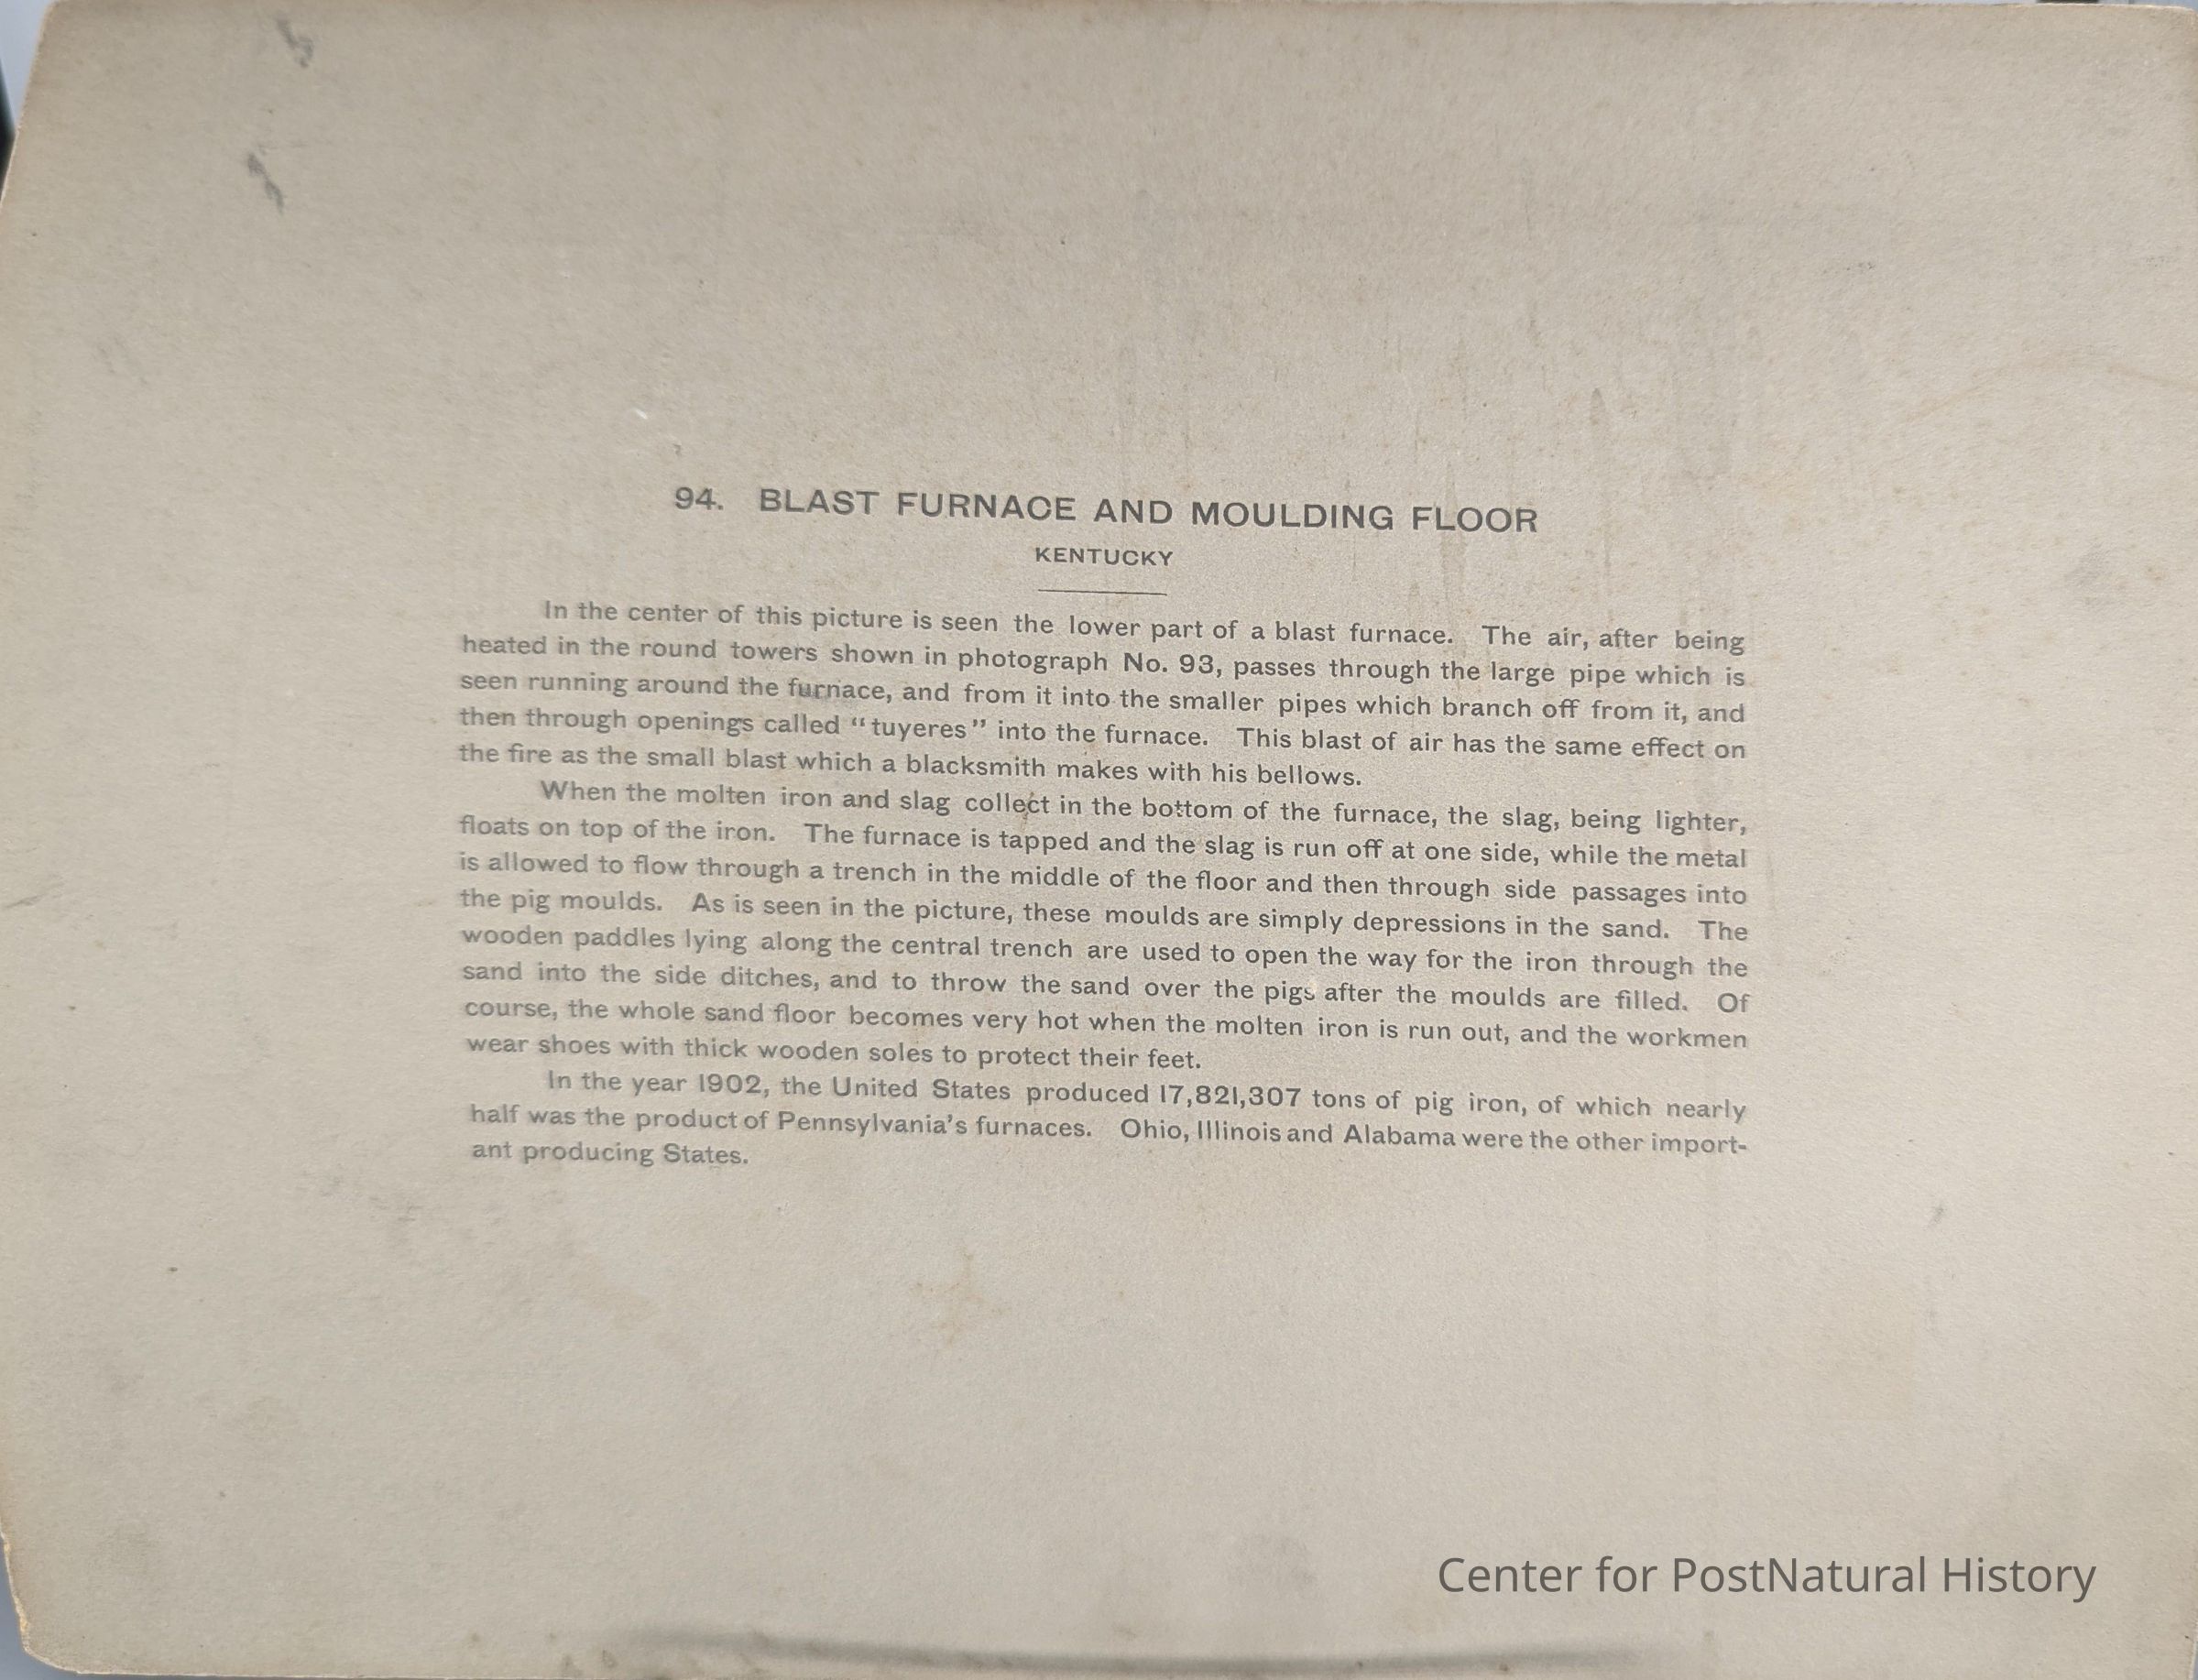 94. BLAST FURNACE AND MOULDING FLOOR
KENTUCKY
In the center of this picture is seen the lower part of a blast furnace. The air, after being
heated in the round towers shown in photograph No. 93, passes through the large pipe which is
seen running around the furnace, and from it into the smaller pipes which branch off from it, and
then through openings called “tuyeres” into the furnace. This blast of air has the same effect on
the fire as the small blast which a blacksmith makes with his bellows.
When the molten iron and slag collect in the bottom of the furnace, the slag, being lighter,
floats on top of the iron. The furnace is tapped and the slag is run off at one side, while the metal
is allowed to flow through a trench in the middle of the floor and then through side passages into
the pig moulds. As is seen in the picture, these moulds are simply depressions in the sand. The
wooden paddles lying along the central trench are used to open the way for the iron through the
sand into the side ditches, and to throw the sand over the pigs after the moulds are filled. Of
course, the whole sand floor becomes very hot when the molten iron is run out, and the workmen
wear shoes with thick wooden soles to protect their feet.
In the year 1902, the United States produced 17,821,307 tons of pig iron, of which nearly
half was the product of Pennsylvania’s furnaces. Ohio, Illinois and Alabama were the other import-
ant producing States.
Center for PostNatural History